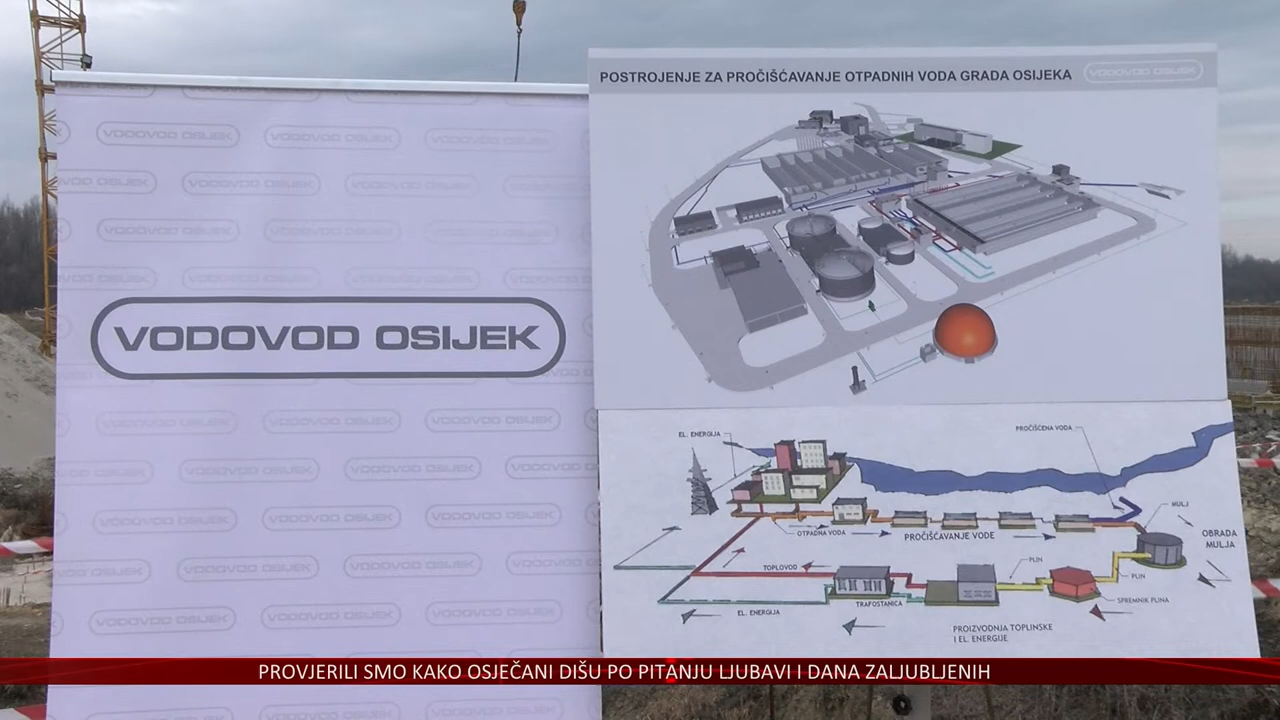 VODOVOD OSIJEK
POSTROJENJE ZA PROČIŠĆAVANJE OTPADNIH VODA GRADA OSIJEKA
VODOVOD OSIJEK
EL. ENERGIJA
PROČIŠĆENA VODA
MULJ
OTPADNA VODA
PROČIŠĆAVANJE VODE
OBRADA
MULJA
TOPLOVOD
PLIN
PLIN
TRAFOSTANICA
SPREMNIK PLINA
EL. ENERGIJA
PROIZVODNJA TOPLINSKE
I EL. ENERGIJE
PROVJERILI SMO KAKO OSJEČANI DIŠU PO PITANJU LJUBAVI I DANA ZALJUBLJENIH